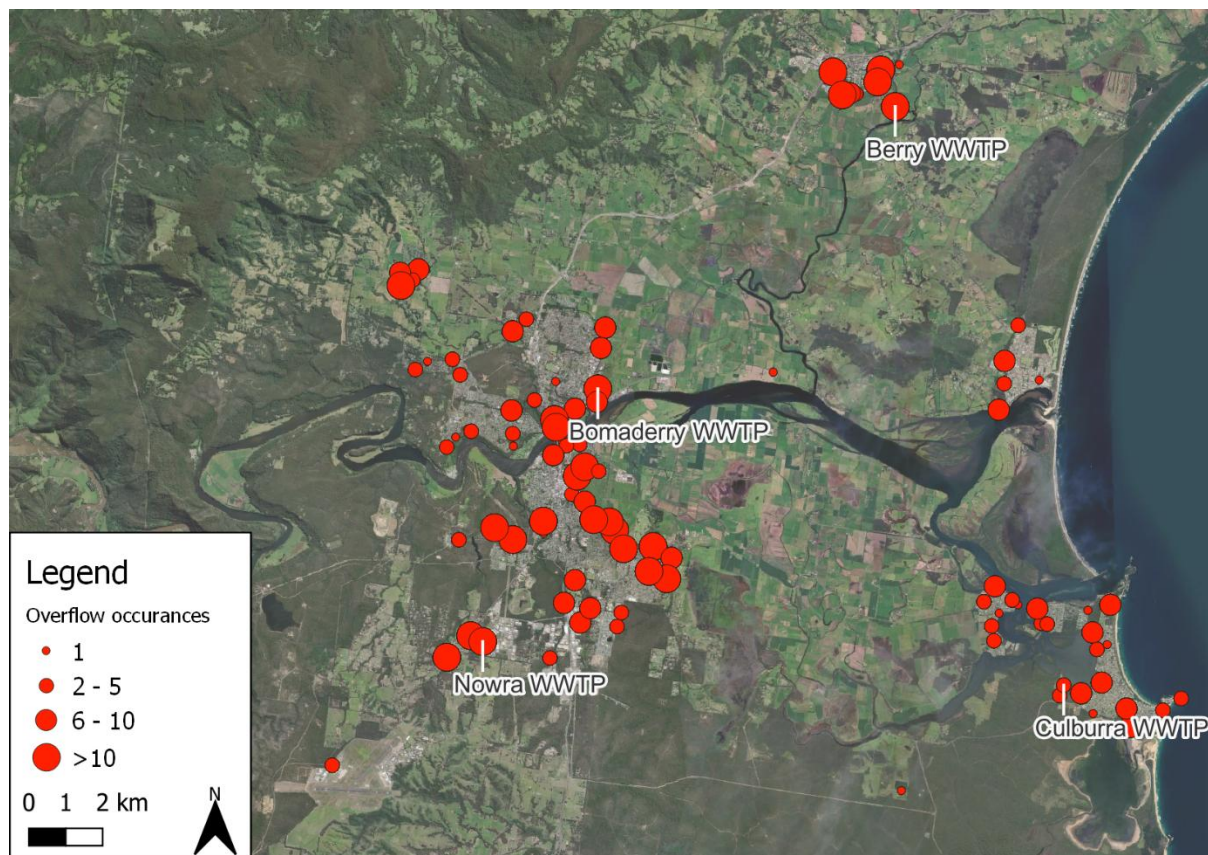 Berry WWTP
Bomaderry WWTP
Nowra WWTP
Culburra WWTP
Legend
Overflow occurances
1
2 - 5
6 - 10
>10
0 1 2 km
N